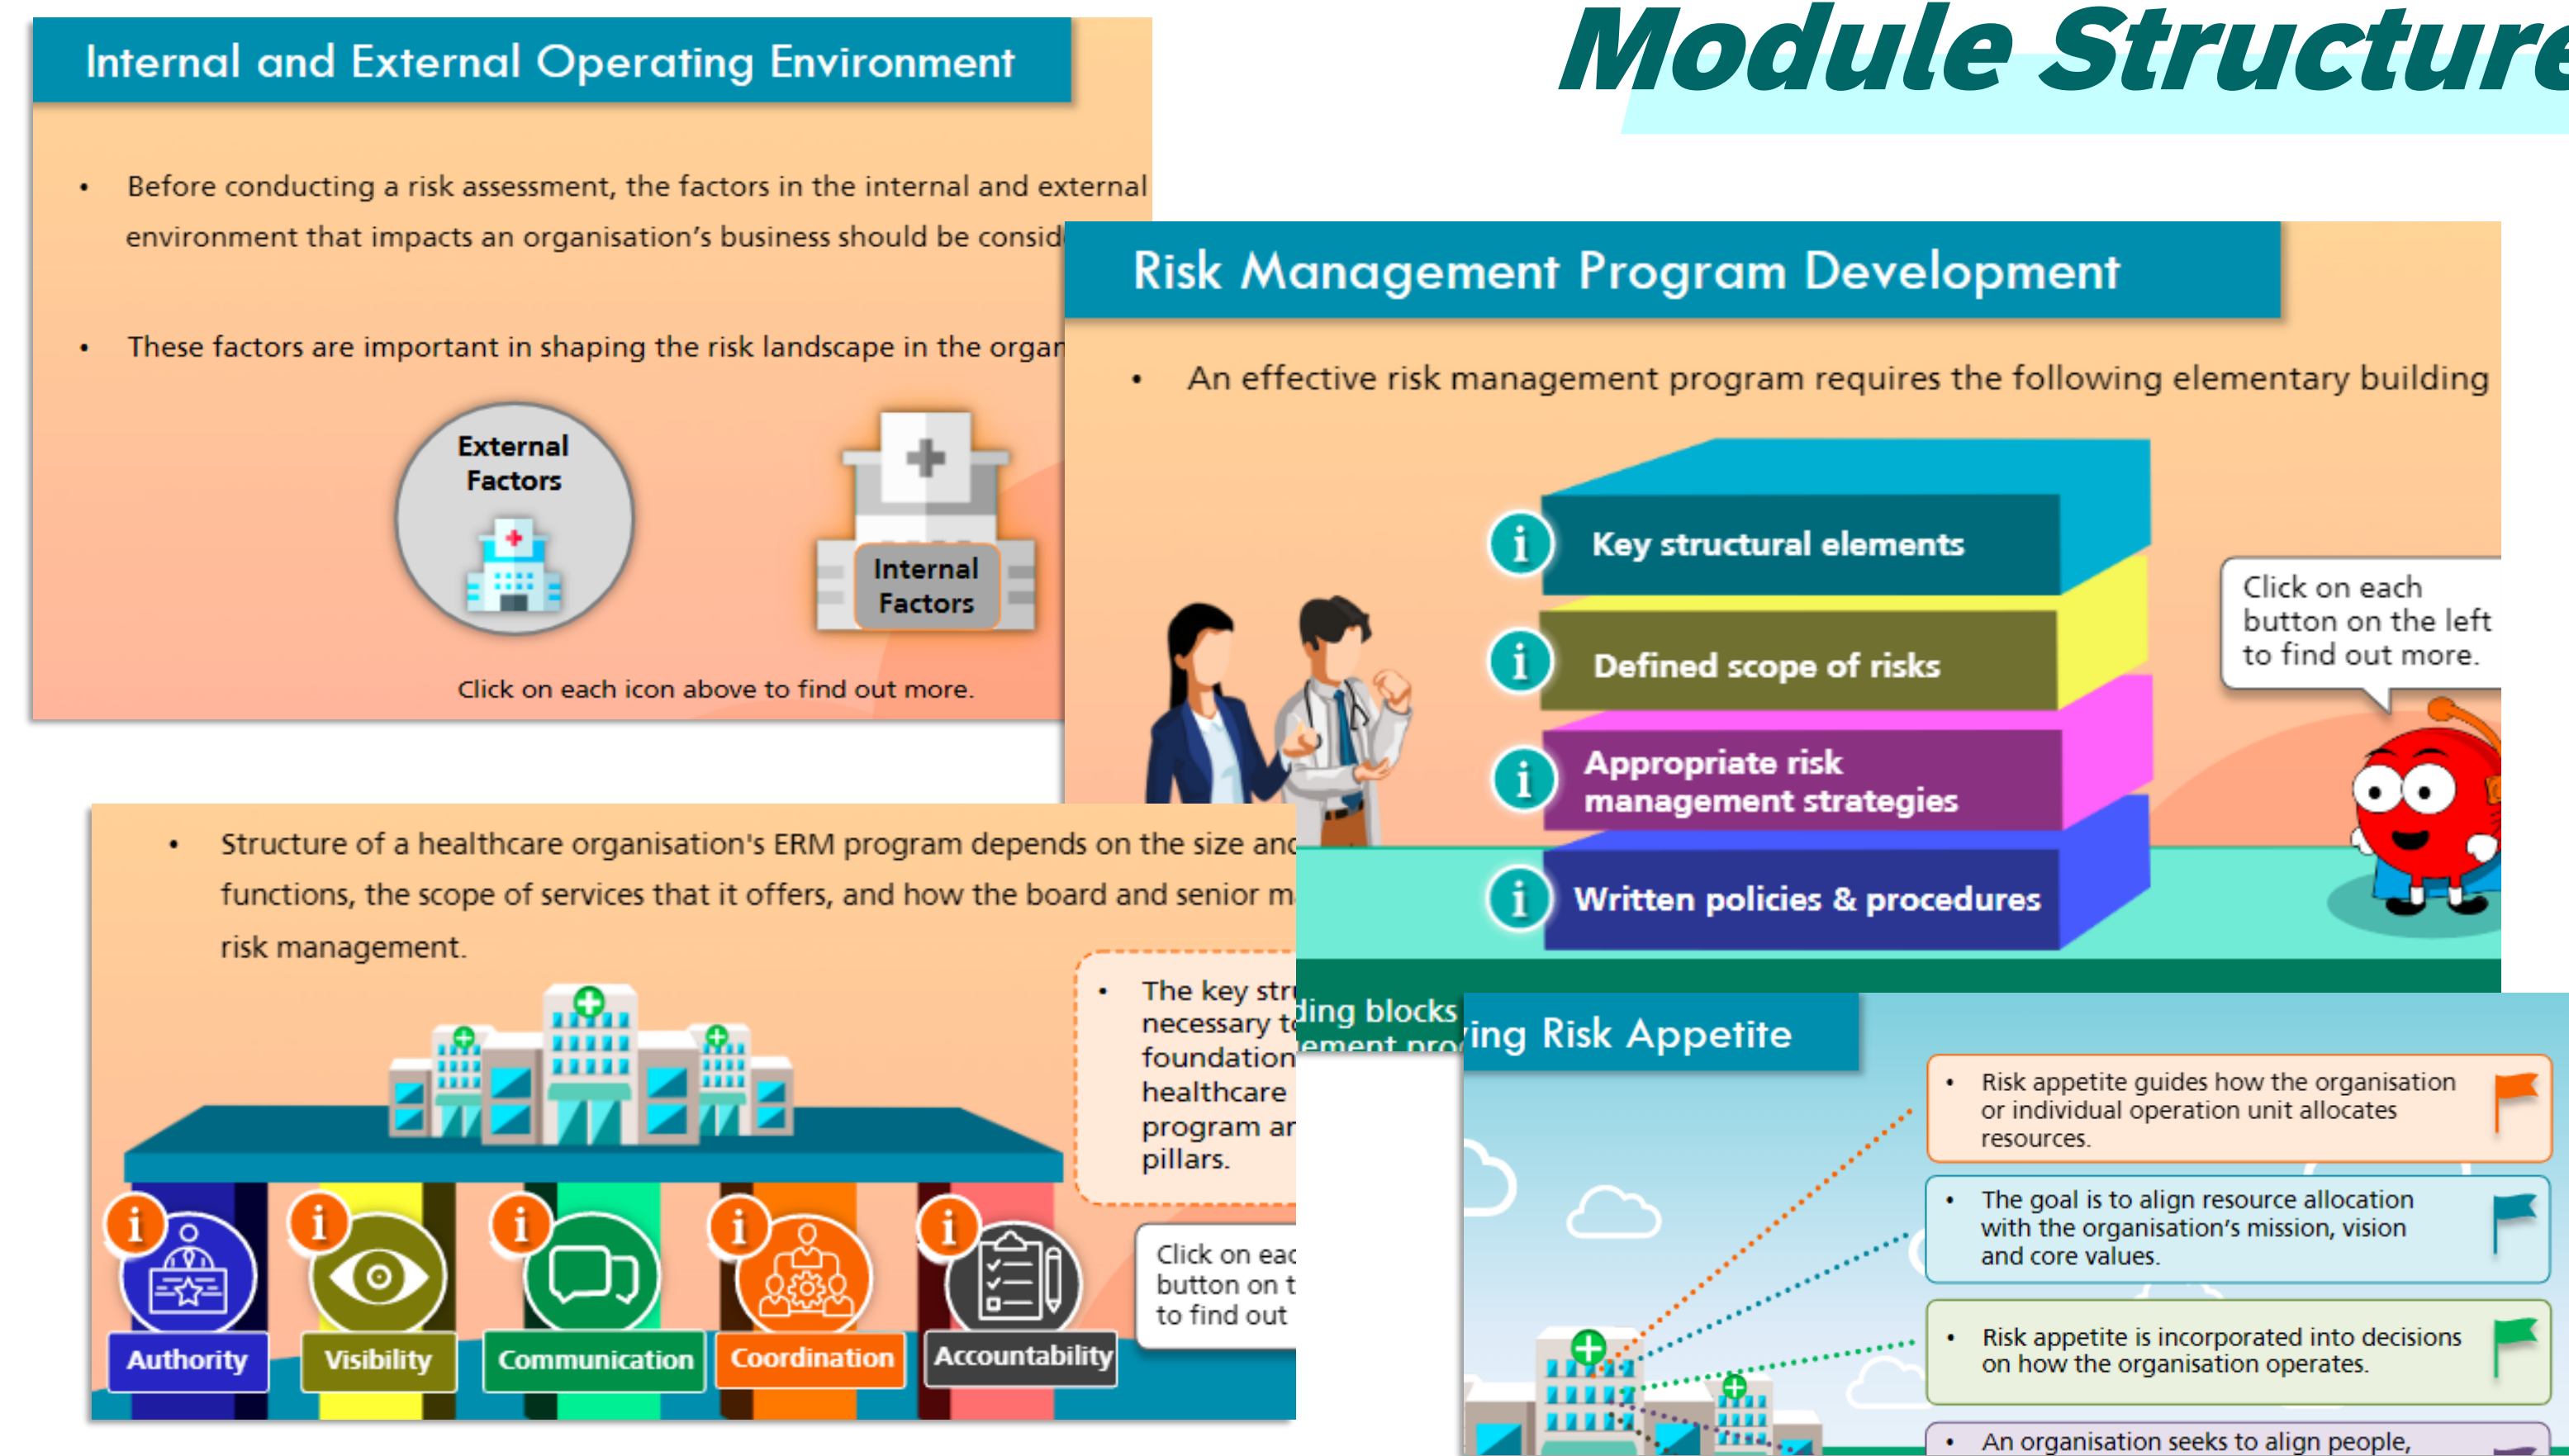 Module Structure
Internal and External Operating Environment
• Before conducting a risk assessment, the factors in the internal and external
environment that impacts an organisation's business should be
• These factors are important in shaping the risk landscape in the
External
Factors
Internal
Factors
Click on each icon above to find out more.
Risk Management Program Development
• An effective risk management program requires the following elementary building
i Key structural elements
i Defined scope of risks
i Appropriate risk
management strategies
i Written policies & procedures
Click on each
button on the left
to find out more.
blocks
• Structure of a healthcare organisation's ERM program depends on the size
functions, the scope of services that it offers, and how the board and senior
risk management.
• The key
necessary
foundation
healthcare
program
pillars.
i i i i i
Authority
Visibility
Communication
Coordination
Accountability
Click on
button on
to find out
Risk Appetite
• Risk appetite guides how the organisation
or individual operation unit allocates
resources.
• The goal is to align resource allocation
with the organisation's mission, vision
and core values.
• Risk appetite is incorporated into decisions
on how the organisation operates.
• An organisation seeks to align people,